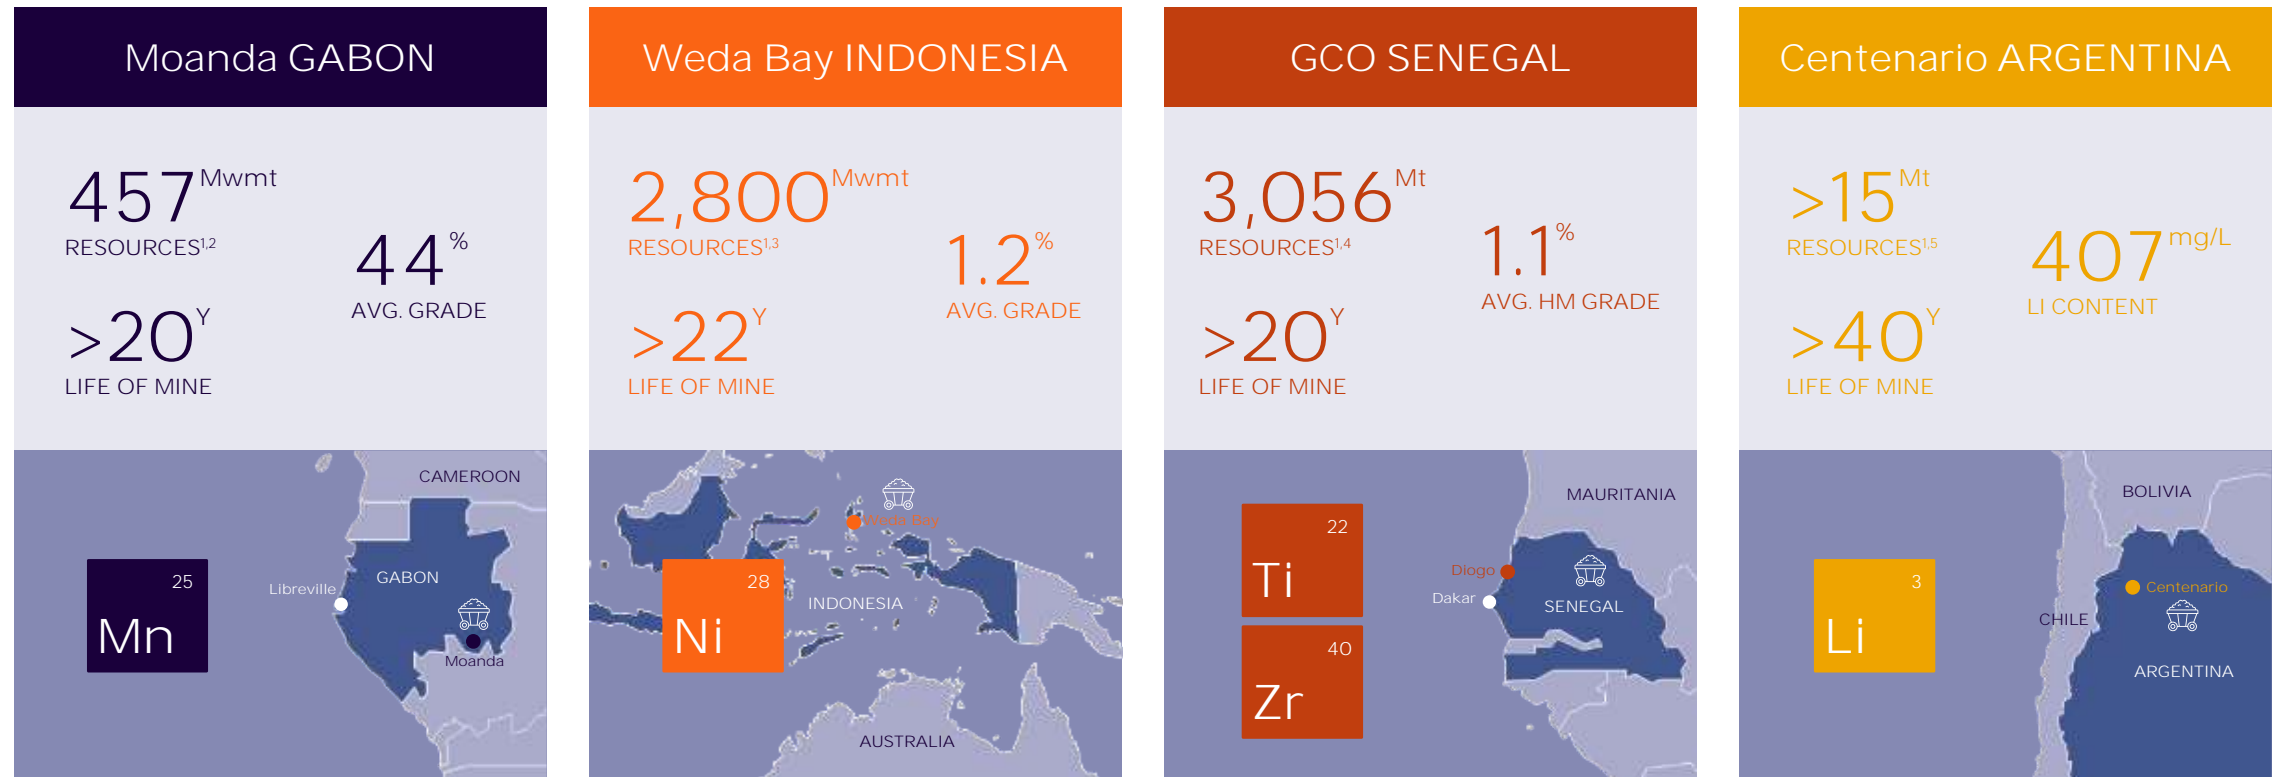 Moanda GABON
457 Mwmt
RESOURCES1,2
44 %
AVG. GRADE
>20 Y
LIFE OF MINE
CAMEROON
25
Mn
Libreville
GABON
Moanda
Weda Bay INDONESIA
2,800 Mwmt
RESOURCES1,3
1.2 %
AVG. GRADE
>22 Y
LIFE OF MINE
Weda Bay
28
Ni
INDONESIA
AUSTRALIA
GCO SENEGAL
3,056 Mt
RESOURCES1,4
1.1 %
AVG. HM GRADE
>20 Y
LIFE OF MINE
MAURITANIA
22
Ti
Diogo
Dakar
SENEGAL
40
Zr
Centenario ARGENTINA
>15 Mt
RESOURCES1,5
407 mg/L
LI CONTENT
>40 Y
LIFE OF MINE
BOLIVIA
3
Li
Centenario
CHILE
ARGENTINA